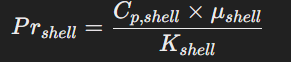 Pr_shell = (C_p,shell × μ_shell) / K_shell